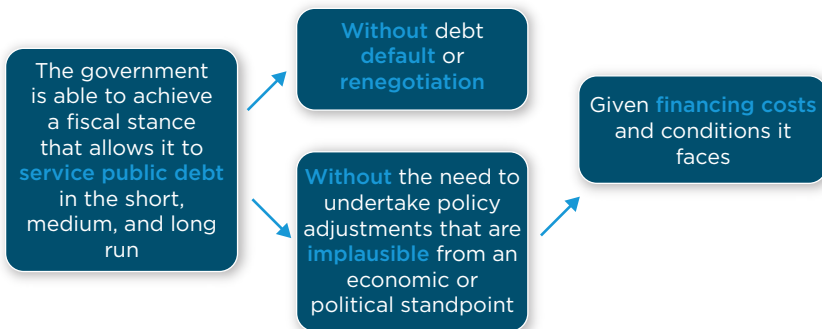 The government
is able to achieve
a fiscal stance
that allows it to
service public debt
in the short,
medium, and long
run
Without debt
default or
renegotiation
Without the need to
undertake policy
adjustments that are
implausible from an
economic or
political standpoint
Given financing costs
and conditions it
faces